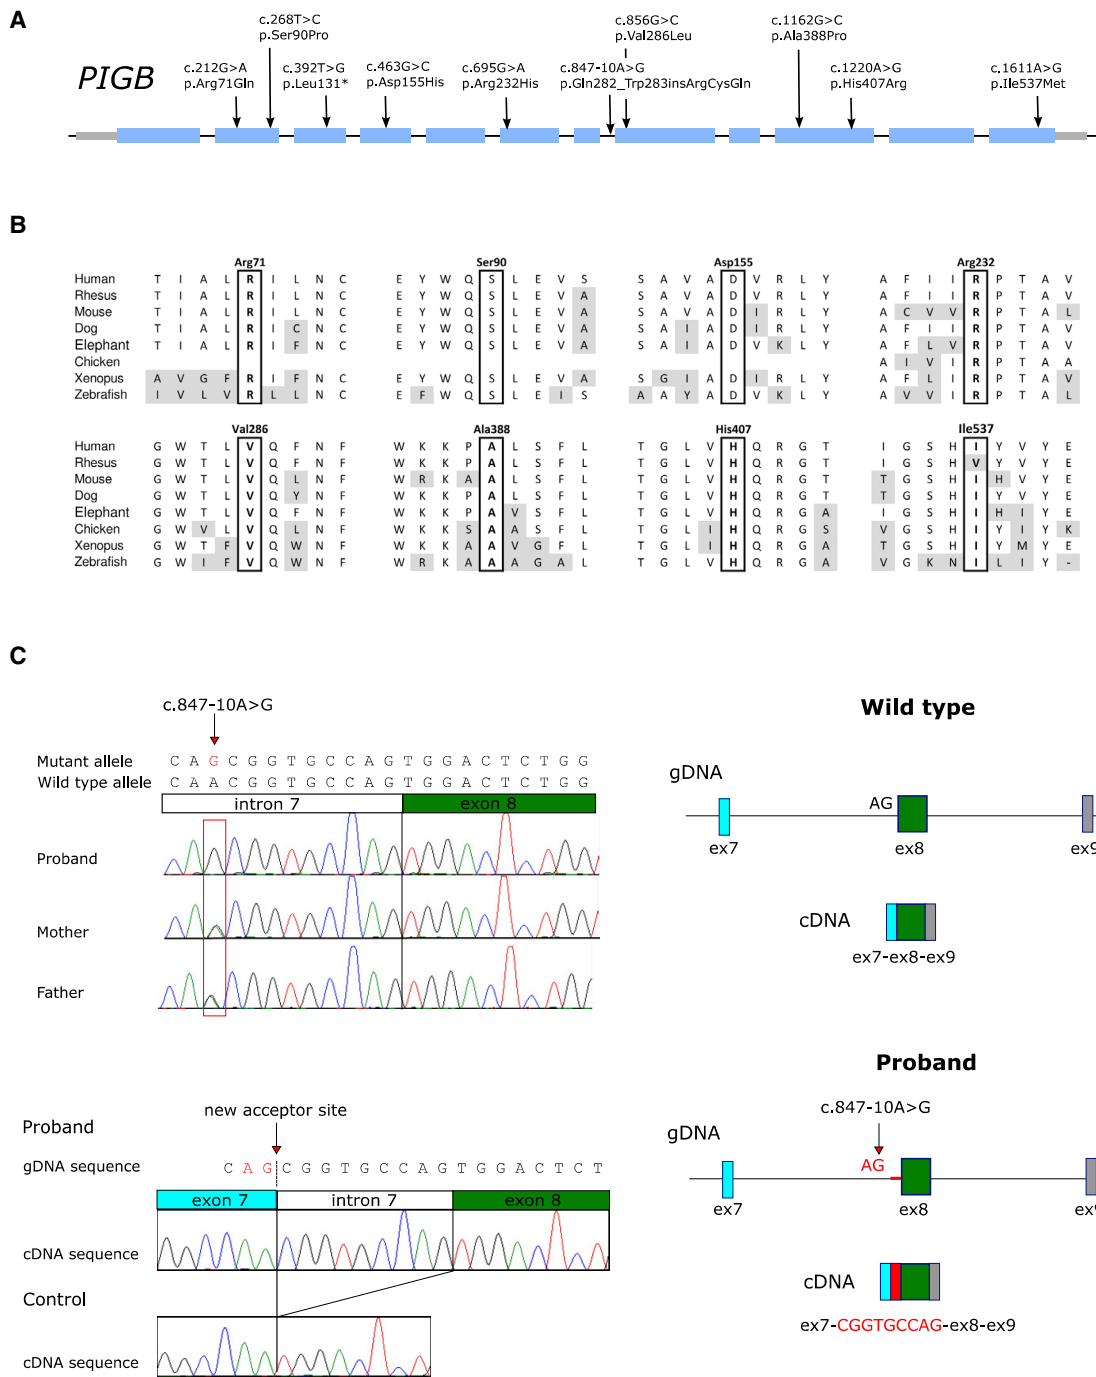 A
PIGB
c.212G>A
p.Arg71Gln
c.268T>C
p.Ser90Pro
c.392T>G
p.Leu131*
c.463G>C
p.Asp155His
c.695G>A
p.Arg232His
c.847-10A>G
p.Gln282_Trp283insArgCysGln
c.856G>C
p.Val286Leu
c.1162G>C
p.Ala388Pro
c.1220A>G
p.His407Arg
c.1611A>G
p.Ile537Met
B
Arg71 Ser90 Asp155 Arg232
Human T I A L R I L N C E Y W Q S L E V S S A V A D V R L Y A F I I R P T A V
Rhesus T I A L R I L N C E Y W Q S L E V A S A V A D V R L Y A F I I R P T A V
Mouse T I A L R I L N C E Y W Q S L E V A S A V A D I R L Y A C V V R P T A L
Dog T I A L R I C N C E Y W Q S L E V A S A I A D I R L Y A F I I R P T A V
Elephant T I A L R I F N C E Y W Q S L E V A S A I A D V K L Y A F L V R P T A V
Chicken A I V I R P T A A
Xenopus A V G F R I F N C E Y W Q S L E V A S G I A D I R L Y A F L I R P T A V
Zebrafish I V L V R L L N C E F W Q S L E I S A A Y A D V R L Y A V V I R P T A L
Val286 Ala388 His407 Ile537
Human G W T L V Q F N F W K K P A L S F L T G L V H Q R G T I G S H I Y V Y E
Rhesus G W T L V Q F N F W K K P A L S F L T G L V H Q R G T I G S H V Y V Y E
Mouse G W T L V Q L N F W R K A A L S F L T G L V H Q R G T T G S H I H V Y E
Dog G W T L V Q Y N F W K K P A L S F L T G L V H Q R G T T G S H I Y V Y E
Elephant G W T L V Q F N F W K K P A V S F L T G L V H Q R G A I G S H I H I Y E
Chicken G W V L V Q L N F W K K S A A S F L T G L I H Q R G S V G S H I Y I Y K
Xenopus G W T F V Q W N F W K K A A V G F L T G L I H Q R G A T G S H I Y M Y E
Zebrafish G W I F V Q W N F W R K A A A G A L T G L V H Q R G A V G K N I L I Y -
C
c.847-10A>G
Mutant allele C A G C G G T G C C A G T G G A C T C T G G
Wild type allele C A A C G G T G C C A G T G G A C T C T G G
intron 7 exon 8
Proband
Mother
Father
Wild type
gDNA
AG
ex7 ex8 ex9
cDNA
ex7-ex8-ex9
new acceptor site
Proband
gDNA sequence C A G C G G T G C C A G T G G A C T C T
exon 7 intron 7 exon 8
cDNA sequence
Control
cDNA sequence
Proband
c.847-10A>G
gDNA
AG
ex7 ex8 ex9
cDNA
ex7-CGGTGCCAG-ex8-ex9